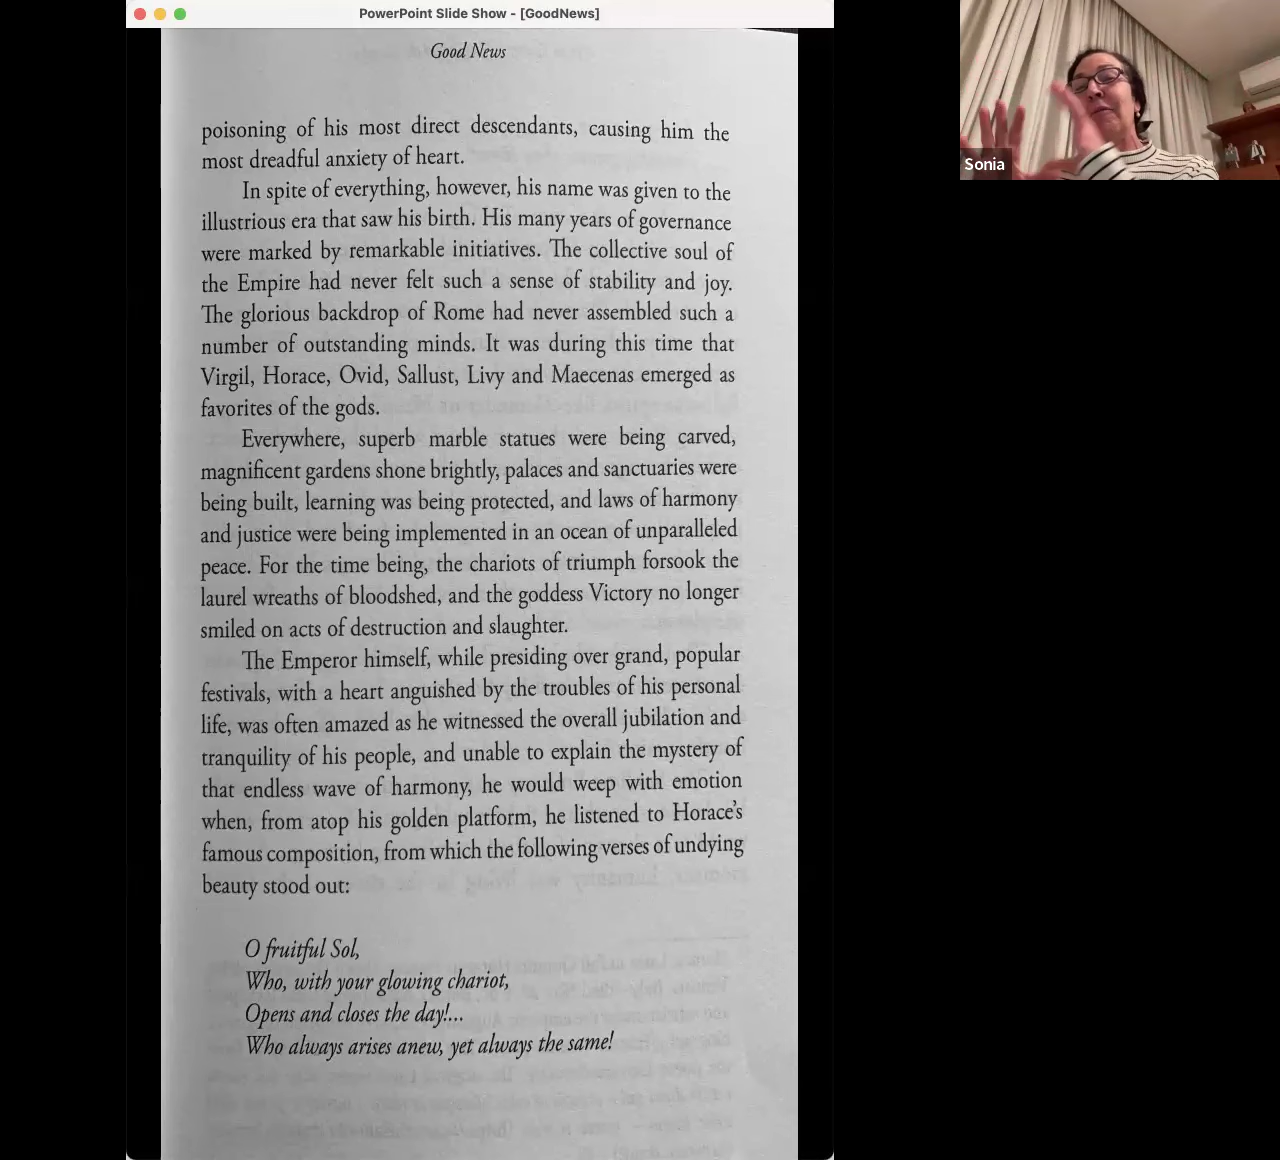 PowerPoint Slide Show - [GoodNews]
Good News
poisoning of his most direct descendants, causing him the
most dreadful anxiety of heart.
In spite of everything, however, his name was given to the
illustrious era that saw his birth. His many years of governance
were marked by remarkable initiatives. The collective soul of
the Empire had never felt such a sense of stability and joy.
The glorious backdrop of Rome had never assembled such a
number of outstanding minds. It was during this time that
Virgil, Horace, Ovid, Sallust, Livy and Maecenas emerged as
favorites of the gods.
Everywhere, superb marble statues were being carved,
magnificent gardens shone brightly, palaces and sanctuaries were
being built, learning was being protected, and laws of harmony
and justice were being implemented in an ocean of unparalleled
peace. For the time being, the chariots of triumph forsook the
laurel wreaths of bloodshed, and the goddess Victory no longer
smiled on acts of destruction and slaughter.
The Emperor himself, while presiding over grand, popular
festivals, with a heart anguished by the troubles of his personal
life, was often amazed as he witnessed the overall jubilation and
tranquility of his people, and unable to explain the mystery of
that endless wave of harmony, he would weep with emotion
when, from atop his golden platform, he listened to Horace's
famous composition, from which the following verses of undying
beauty stood out:
O fruitful Sol,
Who, with your glowing chariot,
Opens and closes the day!...
Who always arises anew, yet always the same!
Sonia